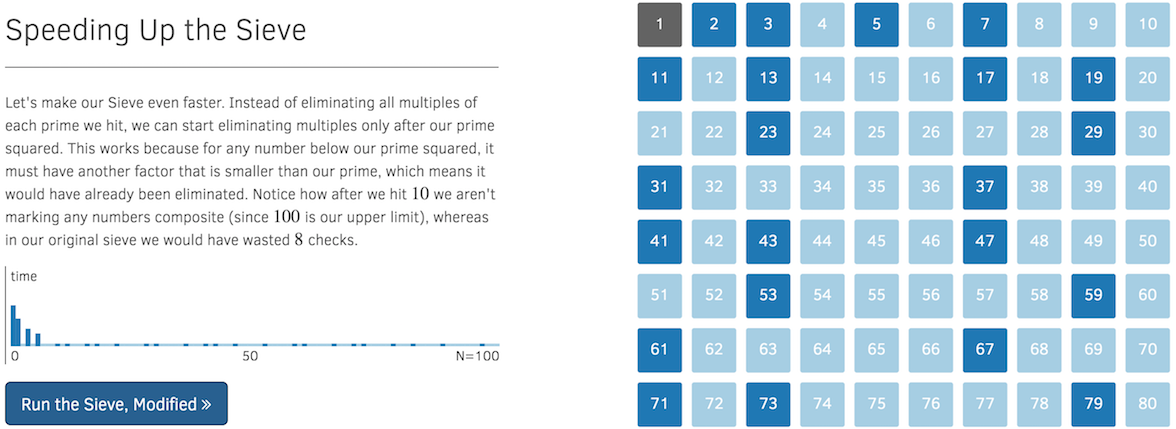 Speeding Up the Sieve
Let's make our Sieve even faster. Instead of eliminating all multiples of
each prime we hit, we can start eliminating multiples only after our prime
squared. This works because for any number below our prime squared, it
must have another factor that is smaller than our prime, which means it
would have already been eliminated. Notice how after we hit 10 we aren't
marking any numbers composite (since 100 is our upper limit), whereas
in our original sieve we would have wasted 8 checks.
time
0 50 N=100
Run the Sieve, Modified »
1 2 3 4 5 6 7 8 9 10
11 12 13 14 15 16 17 18 19 20
21 22 23 24 25 26 27 28 29 30
31 32 33 34 35 36 37 38 39 40
41 42 43 44 45 46 47 48 49 50
51 52 53 54 55 56 57 58 59 60
61 62 63 64 65 66 67 68 69 70
71 72 73 74 75 76 77 78 79 80